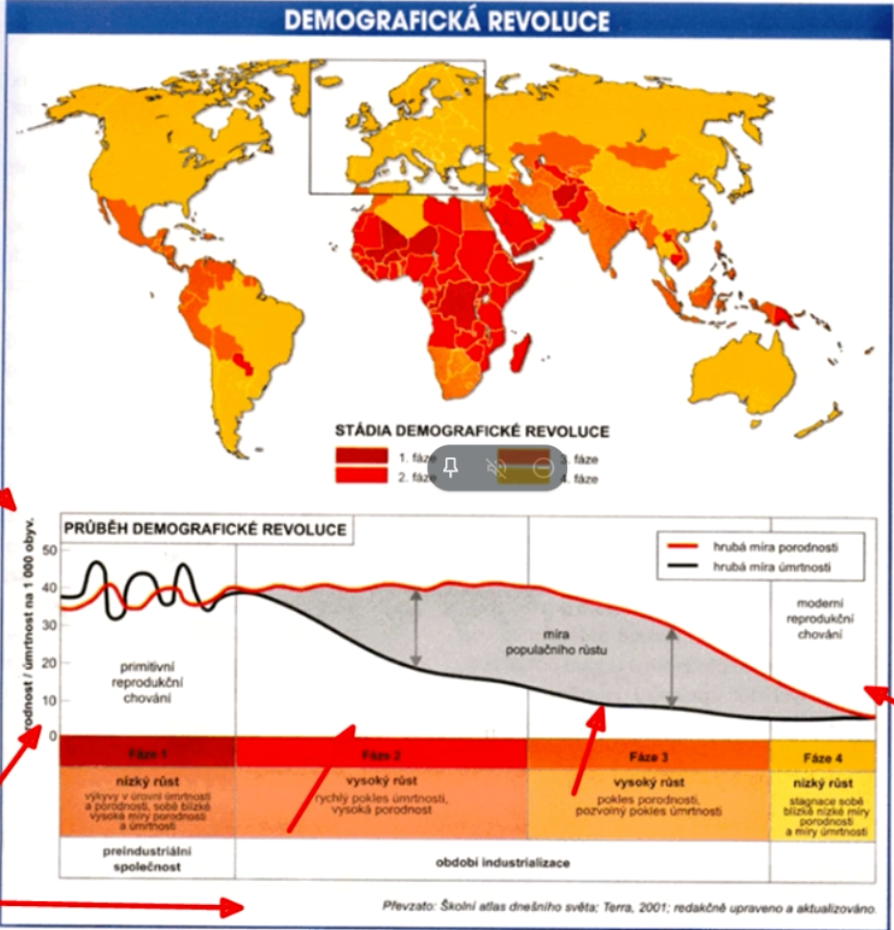 DEMOGRAFICKÁ REVOLUCE
STÁDIA DEMOGRAFICKÉ REVOLUCE
1. fáze
3. fáze
2. fáze
4. fáze
PRŮBĚH DEMOGRAFICKÉ REVOLUCE
hrubá míra porodnosti
hrubá míra úmrtnosti
rodnost / úmrtnost na 1 000 obyv.
50
40
30
20
10
0
primitivní
reprodukční
chování
míra
populačního růstu
moderní
reprodukční
chování
Fáze 1
Fáze 2
Fáze 3
Fáze 4
nízký růst
výkyvy v úrovni úmrtnosti
a porodnosti, sobě blízké
vysoké míry porodnosti
a úmrtnosti
vysoký růst
rychlý pokles úmrtnosti,
vysoká porodnost
vysoký růst
pokles porodnosti,
pozvolný pokles úmrtnosti
nízký růst
stagnace sobě
blízké nízké míry
porodnosti
a míry úmrtnosti
preindustriální
společnost
období industrializace
Převzato: Školní atlas dnešního světa; Terra, 2001; redakčně upraveno a aktualizováno.